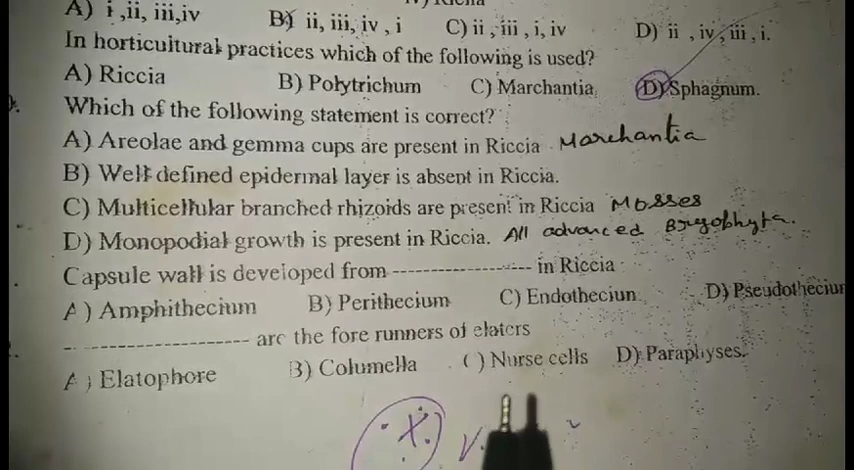 A) i ,ii, iii,iv B) ii, iii, iv , i C) ii , iii , i, iv D) ii , iv , iii , i.
In horticultural practices which of the following is used?
A) Riccia B) Polytrichum C) Marchantia D) Sphagnum.
Which of the following statement is correct?
A) Areolae and gemma cups are present in Riccia Marchantia
B) Well defined epidermal layer is absent in Riccia.
C) Multicellular branched rhizoids are present in Riccia Mosses
D) Monopodial growth is present in Riccia. All advanced Bryophyta.
Capsule wall is developed from ------------------ in Riccia
A) Amphithecium B) Perithecium C) Endotheciun D) Pseudotheciun
-------------------- are the fore runners of elaters
A) Elatophore B) Columella C) Nurse cells D) Paraphyses.